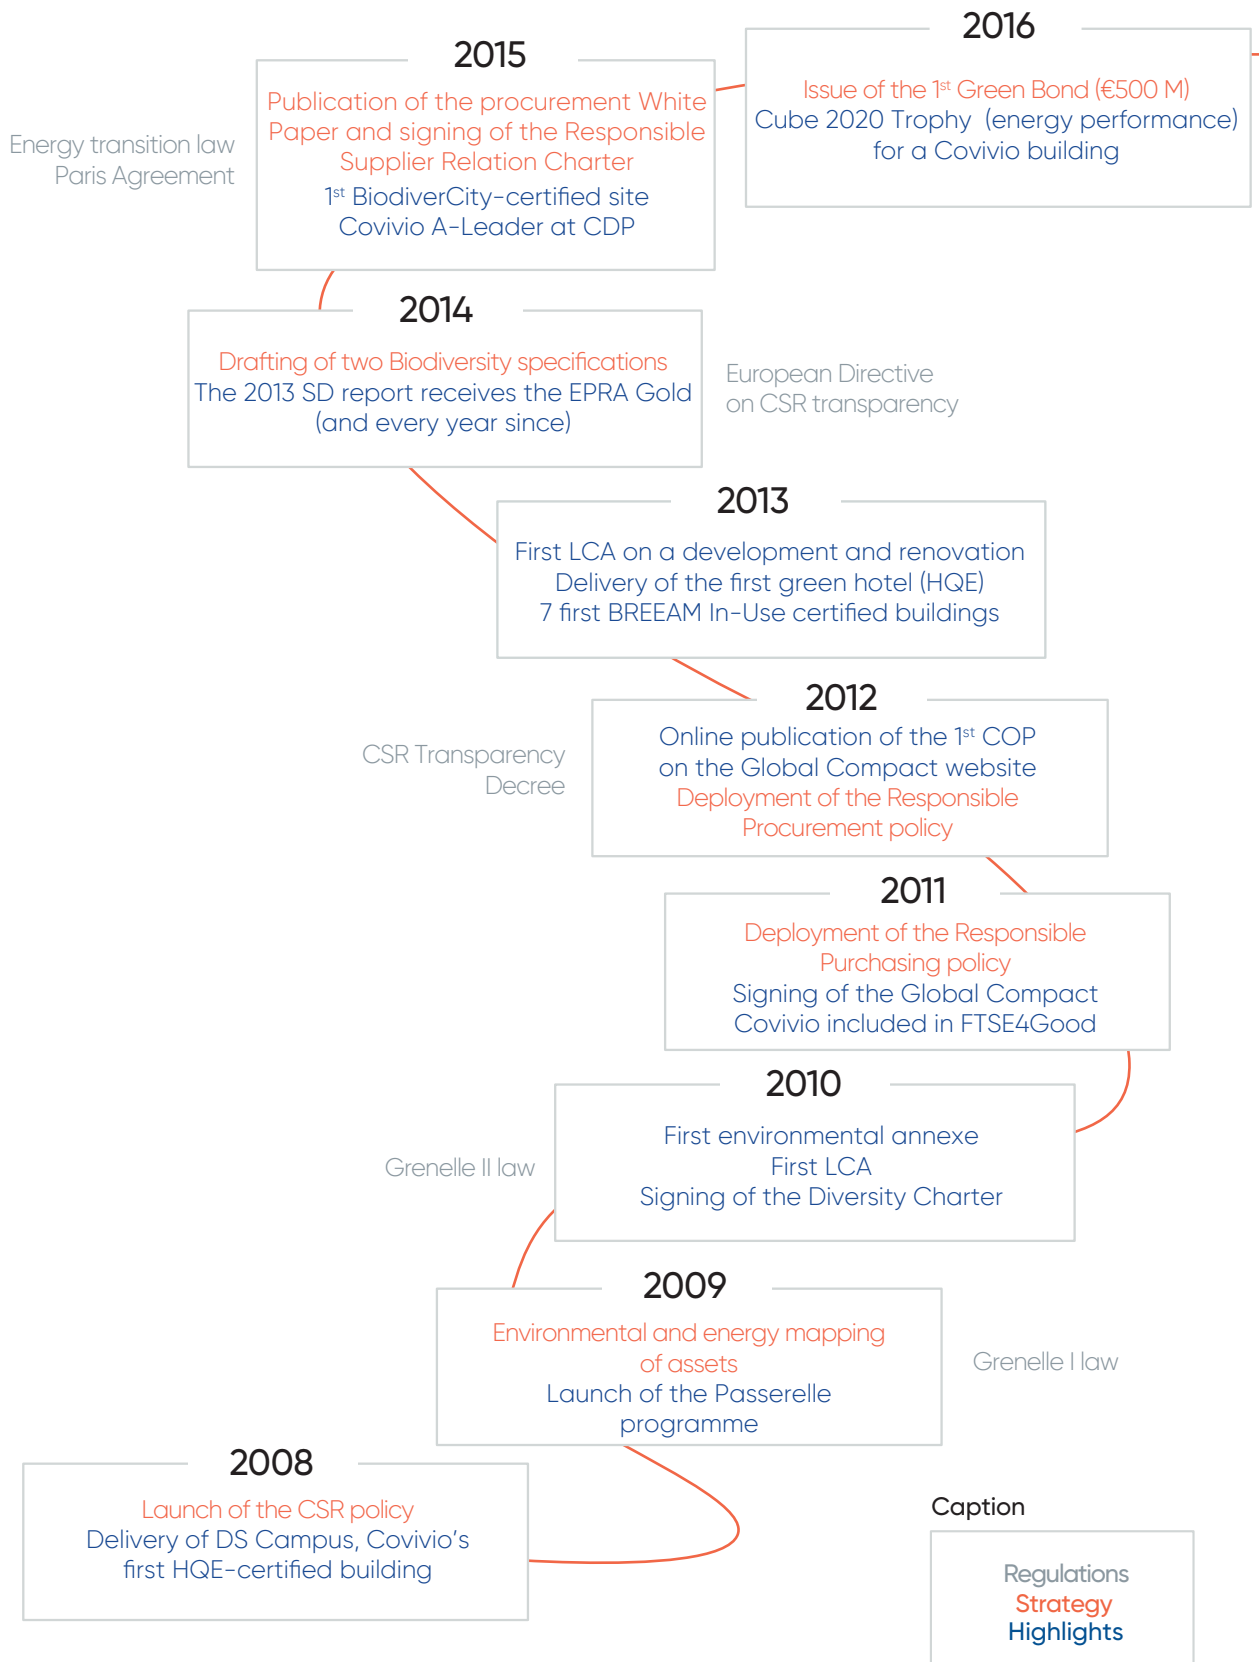 2016
Issue of the 1st Green Bond (€500 M)
Cube 2020 Trophy (energy performance)
for a Covivio building
2015
Publication of the procurement White
Paper and signing of the Responsible
Supplier Relation Charter
1st BiodiverCity-certified site
Covivio A-Leader at CDP
Energy transition law
Paris Agreement
2014
Drafting of two Biodiversity specifications
The 2013 SD report receives the EPRA Gold
(and every year since)
European Directive
on CSR transparency
2013
First LCA on a development and renovation
Delivery of the first green hotel (HQE)
7 first BREEAM In-Use certified buildings
2012
Online publication of the 1st COP
on the Global Compact website
Deployment of the Responsible
Procurement policy
CSR Transparency
Decree
2011
Deployment of the Responsible
Purchasing policy
Signing of the Global Compact
Covivio included in FTSE4Good
2010
First environmental annexe
First LCA
Signing of the Diversity Charter
Grenelle II law
2009
Environmental and energy mapping
of assets
Launch of the Passerelle
programme
Grenelle I law
2008
Launch of the CSR policy
Delivery of DS Campus, Covivio's
first HQE-certified building
Caption
Regulations
Strategy
Highlights